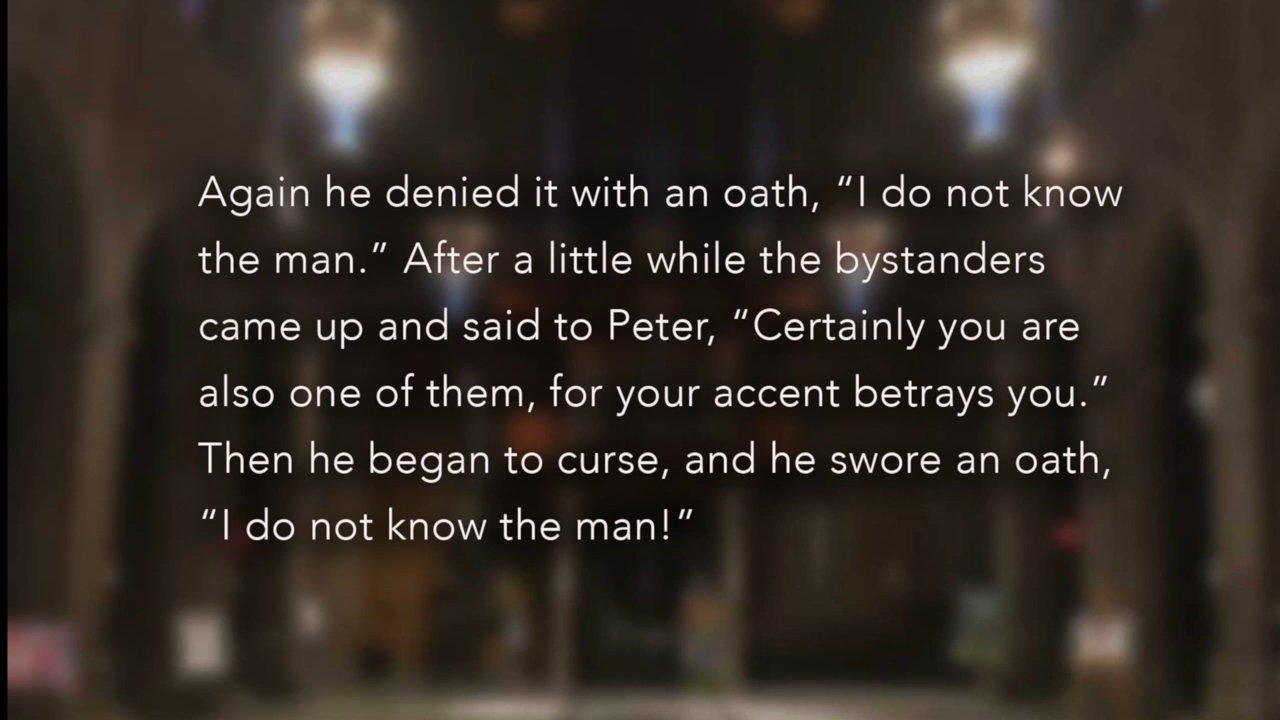 Again he denied it with an oath, “I do not know
the man.” After a little while the bystanders
came up and said to Peter, “Certainly you are
also one of them, for your accent betrays you.”
Then he began to curse, and he swore an oath,
“I do not know the man!”